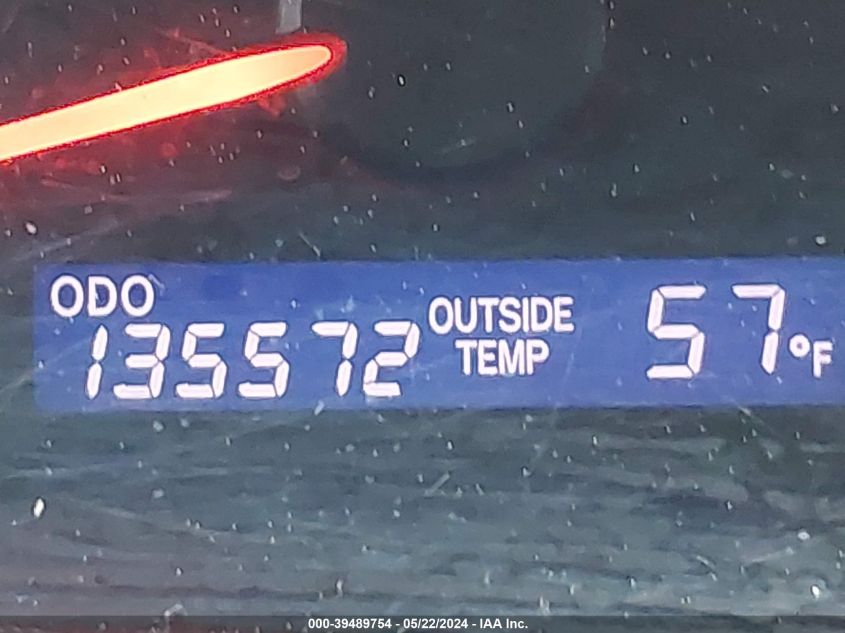 ODO
135572
OUTSIDE
TEMP
57°F
000-39489754 - 05/22/2024 - IAA Inc.